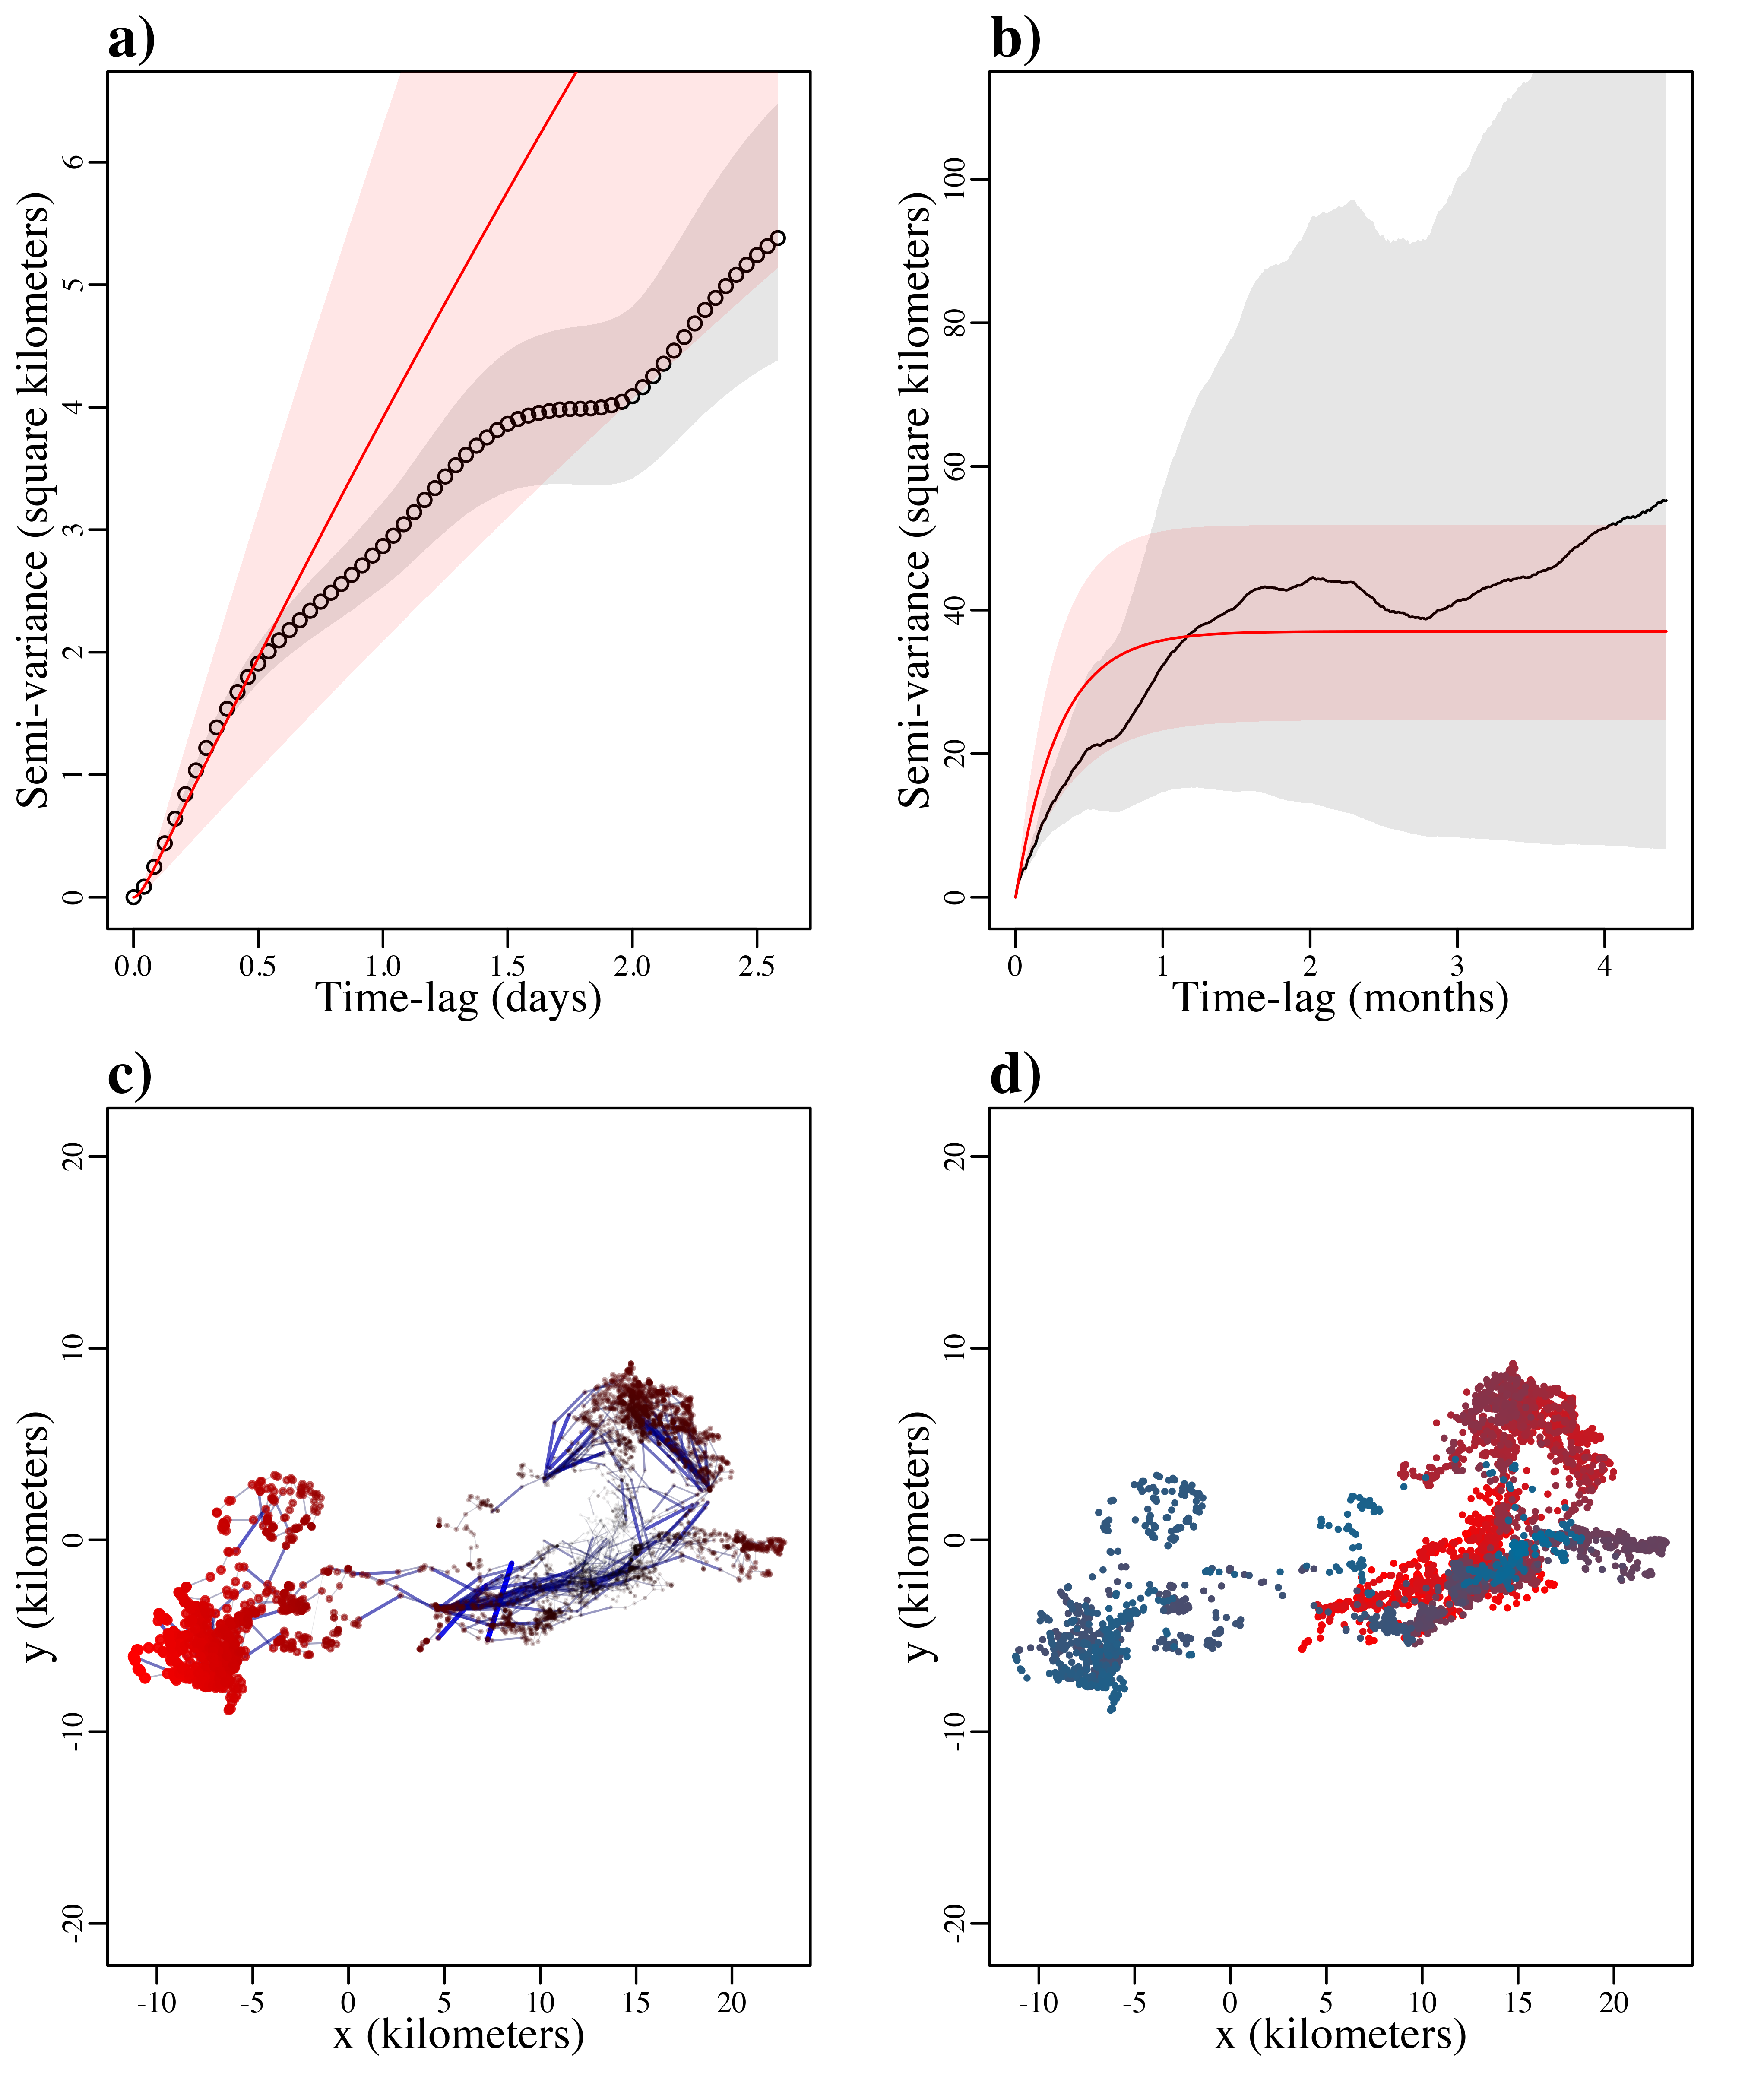 a)
Semi-variance (square kilometers)
6
5
4
3
2
1
0
0.0 0.5 1.0 1.5 2.0 2.5
Time-lag (days)
b)
Semi-variance (square kilometers)
100
80
60
40
20
0
0 1 2 3 4
Time-lag (months)
c)
y (kilometers)
20
10
0
-10
-20
-10 -5 0 5 10 15 20
x (kilometers)
d)
y (kilometers)
20
10
0
-10
-20
-10 -5 0 5 10 15 20
x (kilometers)